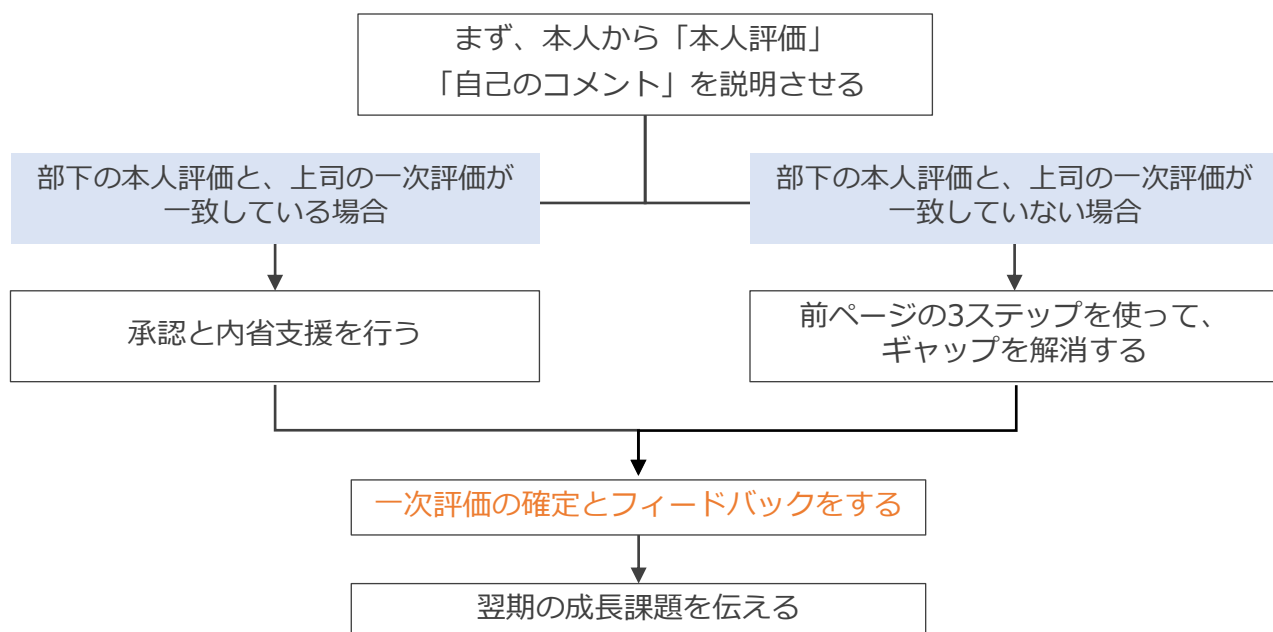 まず、本人から「本人評価」
「自己のコメント」を説明させる
部下の本人評価と、上司の一次評価が
一致している場合
部下の本人評価と、上司の一次評価が
一致していない場合
承認と内省支援を行う
前ページの3ステップを使って、
ギャップを解消する
一次評価の確定とフィードバックをする
翌期の成長課題を伝える